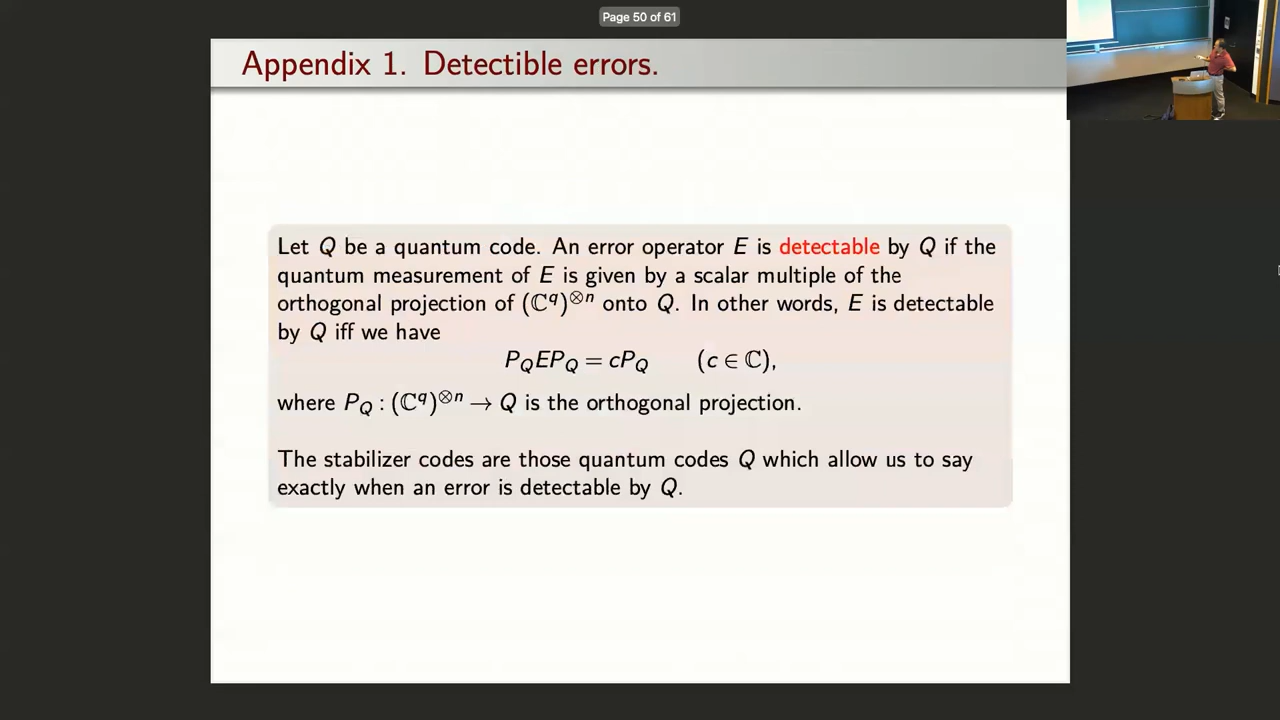 Page 50 of 61
Appendix 1. Detectible errors.
Let Q be a quantum code. An error operator E is detectable by Q if the
quantum measurement of E is given by a scalar multiple of the
orthogonal projection of (ℂ^q)^{⊗n} onto Q. In other words, E is detectable
by Q iff we have
P_Q E P_Q = cP_Q (c ∈ ℂ),
where P_Q : (ℂ^q)^{⊗n} → Q is the orthogonal projection.
The stabilizer codes are those quantum codes Q which allow us to say
exactly when an error is detectable by Q.